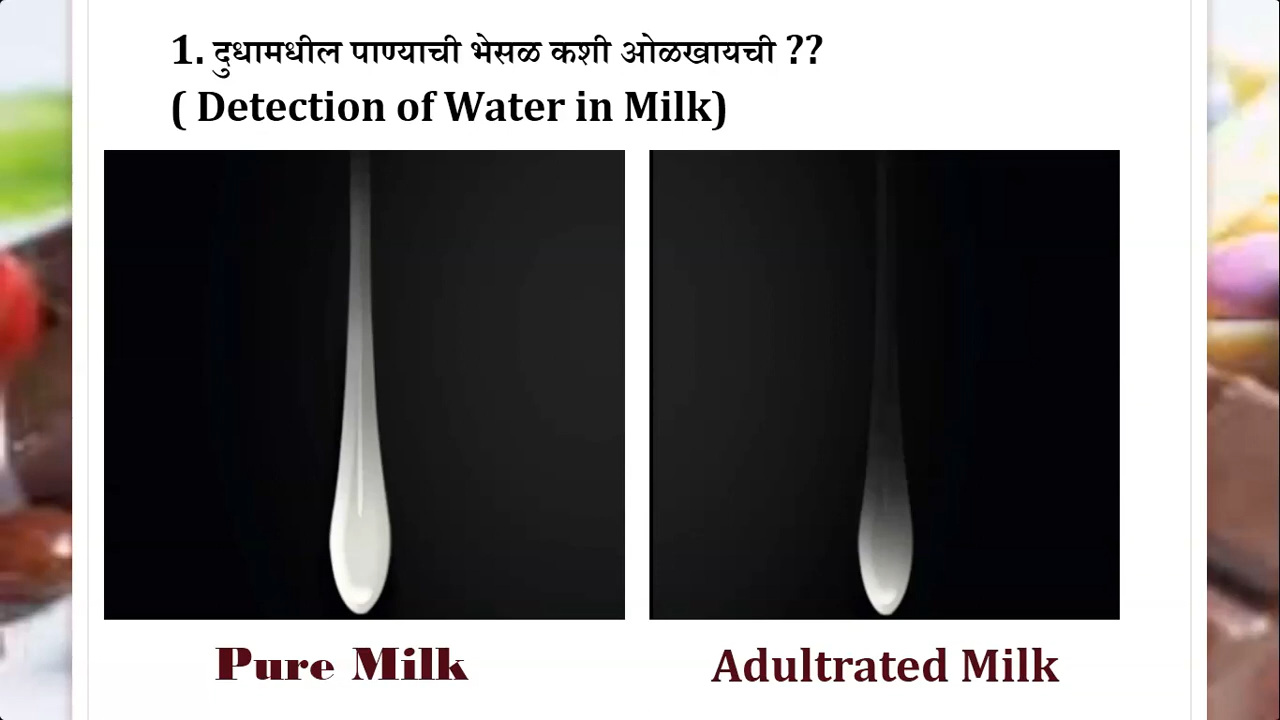 1. दुधामधील पाण्याची भेसळ कशी ओळखायची ??
( Detection of Water in Milk)
Pure Milk
Adultrated Milk